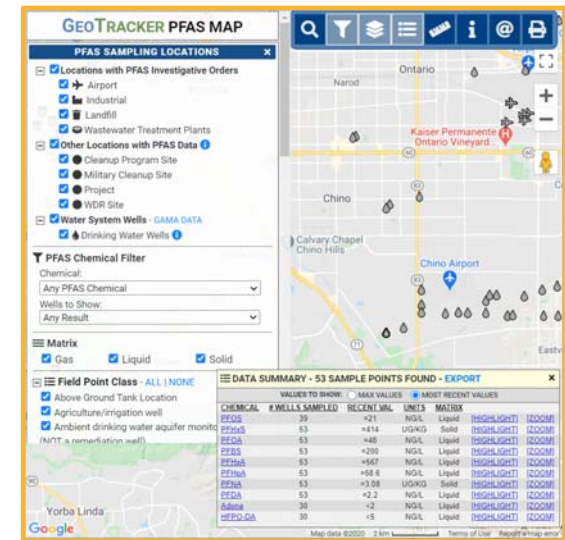 GEOTRACKER PFAS MAP
PFAS SAMPLING LOCATIONS ×
Locations with PFAS Investigative Orders
Airport
Industrial
Landfill
Wastewater Treatment Plants
Other Locations with PFAS Data
Cleanup Program Site
Military Cleanup Site
Project
WDR Site
Water System Wells - GAMA DATA
Drinking Water Wells
PFAS Chemical Filter
Chemical:
Any PFAS Chemical
Wells to Show:
Any Result
Matrix
Gas Liquid Solid
Field Point Class - ALL | NONE
Above Ground Tank Location
Agriculture/irrigation well
Ambient drinking water aquifer monito
(NOT a remediation well)
Ontario
Narod
Kaiser Permanente
Ontario Vineyard...
60
60
83
Chino
Calvary Chapel
Chino Hills
Chino Airport
83
71
Eastv
DATA SUMMARY - 53 SAMPLE POINTS FOUND - EXPORT ×
VALUES TO SHOW: MAX VALUES MOST RECENT VALUES
CHEMICAL # WELLS SAMPLED RECENT VAL UNITS MATRIX
PFOS 39 =21 NG/L Liquid [HIGHLIGHT] [ZOOM]
PFHxS 53 =414 UG/KG Solid [HIGHLIGHT] [ZOOM]
PFOA 53 =48 NG/L Liquid [HIGHLIGHT] [ZOOM]
PFBS 53 =200 NG/L Liquid [HIGHLIGHT] [ZOOM]
PFHxA 53 =567 NG/L Liquid [HIGHLIGHT] [ZOOM]
PFHpA 53 =58.6 NG/L Liquid [HIGHLIGHT] [ZOOM]
PFNA 53 =3.08 UG/KG Solid [HIGHLIGHT] [ZOOM]
PFDA 53 =2.2 NG/L Liquid [HIGHLIGHT] [ZOOM]
Adona 30 <2 NG/L Liquid [HIGHLIGHT] [ZOOM]
HFPO-DA 30 <5 NG/L Liquid [HIGHLIGHT] [ZOOM]
Yorba Linda
Google
Map data ©2020 2 km Terms of Use Report a map error